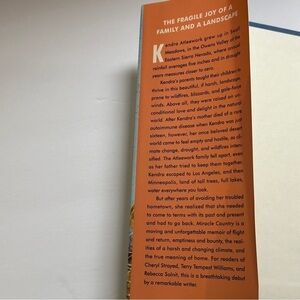 THE FRAGILE JOY OF A
FAMILY AND A LANDSCAPE
Kendra Atleework grew up in Swall
Meadows, in the Owens Valley of the
Eastern Sierra Nevada, where annual
rainfall averages five inches and in drought
years measures closer to zero.
Kendra's parents taught their children to
thrive in this beautiful, if harsh, landscape,
prone to wildfires, blizzards, and gale-force
winds. Above all, they were raised on un-
conditional love and delight in the natural
world. After Kendra's mother died of a rare
autoimmune disease when Kendra was just
sixteen, however, her once beloved desert
world came to feel empty and hostile, as cli-
mate change, drought, and wildfires inten-
sified. The Atleework family fell apart, even
as her father tried to keep them together.
Kendra escaped to Los Angeles, and then
Minneapolis, land of tall trees, full lakes,
water everywhere you look.
But after years of avoiding her troubled
hometown, she realized that she needed
to come to terms with its past and present
and had to go back. Miracle Country is a
moving and unforgettable memoir of flight
and return, emptiness and bounty, the real-
ities of a harsh and changing climate, and
the true meaning of home. For readers of
Cheryl Strayed, Terry Tempest Williams, and
Rebecca Solnit, this is a breathtaking debut
by a remarkable writer.